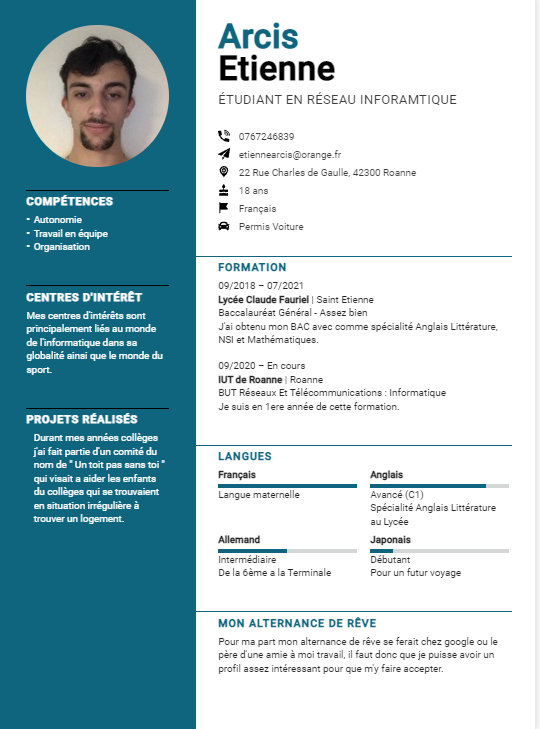 Arcis
Etienne
ÉTUDIANT EN RÉSEAU INFORAMTIQUE
0767246839
etiennearcis@orange.fr
22 Rue Charles de Gaulle, 42300 Roanne
18 ans
Français
Permis Voiture
COMPÉTENCES
- Autonomie
- Travail en équipe
- Organisation
CENTRES D'INTÉRÊT
Mes centres d'intérêts sont
principalement liés au monde
de l'informatique dans sa
globalité ainsi que le monde du
sport.
PROJETS RÉALISÉS
Durant mes années collèges
j'ai fait partie d'un comité du
nom de " Un toit pas sans toi "
qui visait a aider les enfants
du collèges qui se trouvaient
en situation irrégulière à
trouver un logement.
FORMATION
09/2018 – 07/2021
Lycée Claude Fauriel | Saint Etienne
Baccalauréat Général - Assez bien
J'ai obtenu mon BAC avec comme spécialité Anglais Littérature,
NSI et Mathématiques.
09/2020 – En cours
IUT de Roanne | Roanne
BUT Réseaux Et Télécommunications : Informatique
Je suis en 1ere année de cette formation.
LANGUES
Français
Langue maternelle
Anglais
Avancé (C1)
Spécialité Anglais Littérature
au Lycée
Allemand
Intermédiaire
De la 6ème a la Terminale
Japonais
Débutant
Pour un futur voyage
MON ALTERNANCE DE RÊVE
Pour ma part mon alternance de rêve se ferait chez google ou le
père d'une amie à moi travail, il faut donc que je puisse avoir un
profil assez intéressant pour que m'y faire accepter.